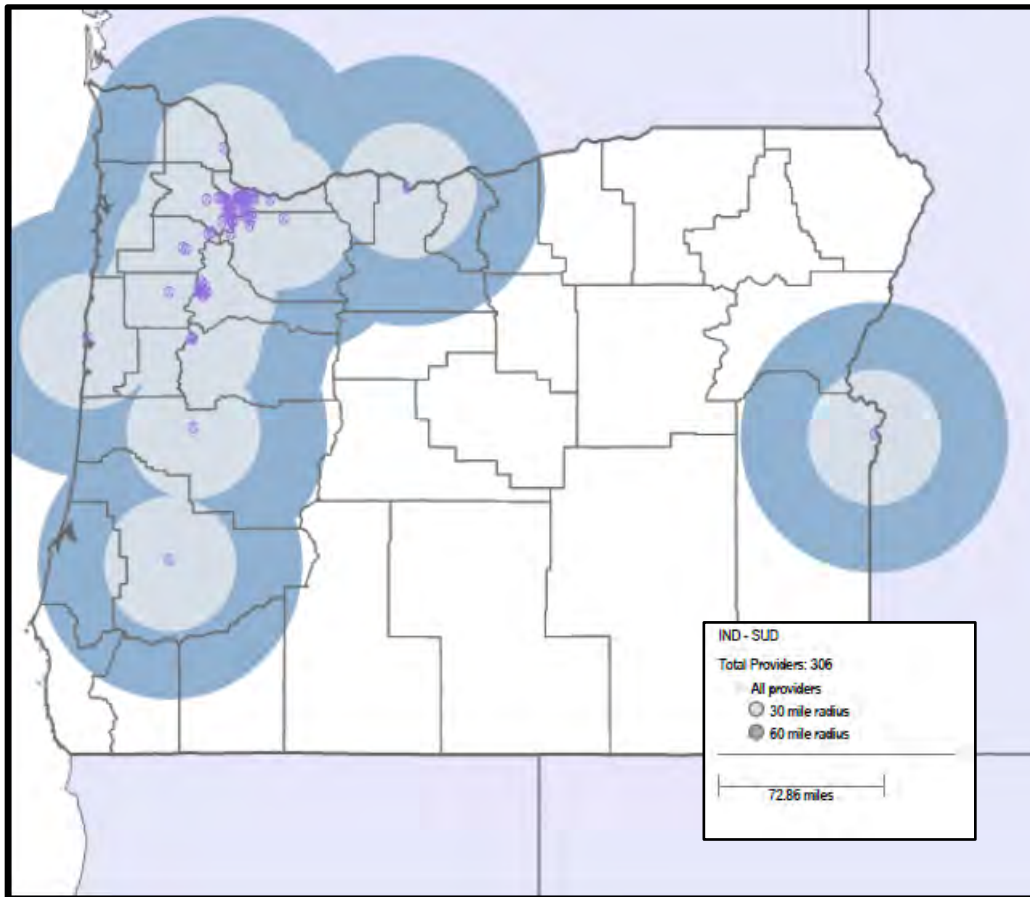 IND - SUD
Total Providers: 306
All providers
30 mile radius
60 mile radius
72.86 miles